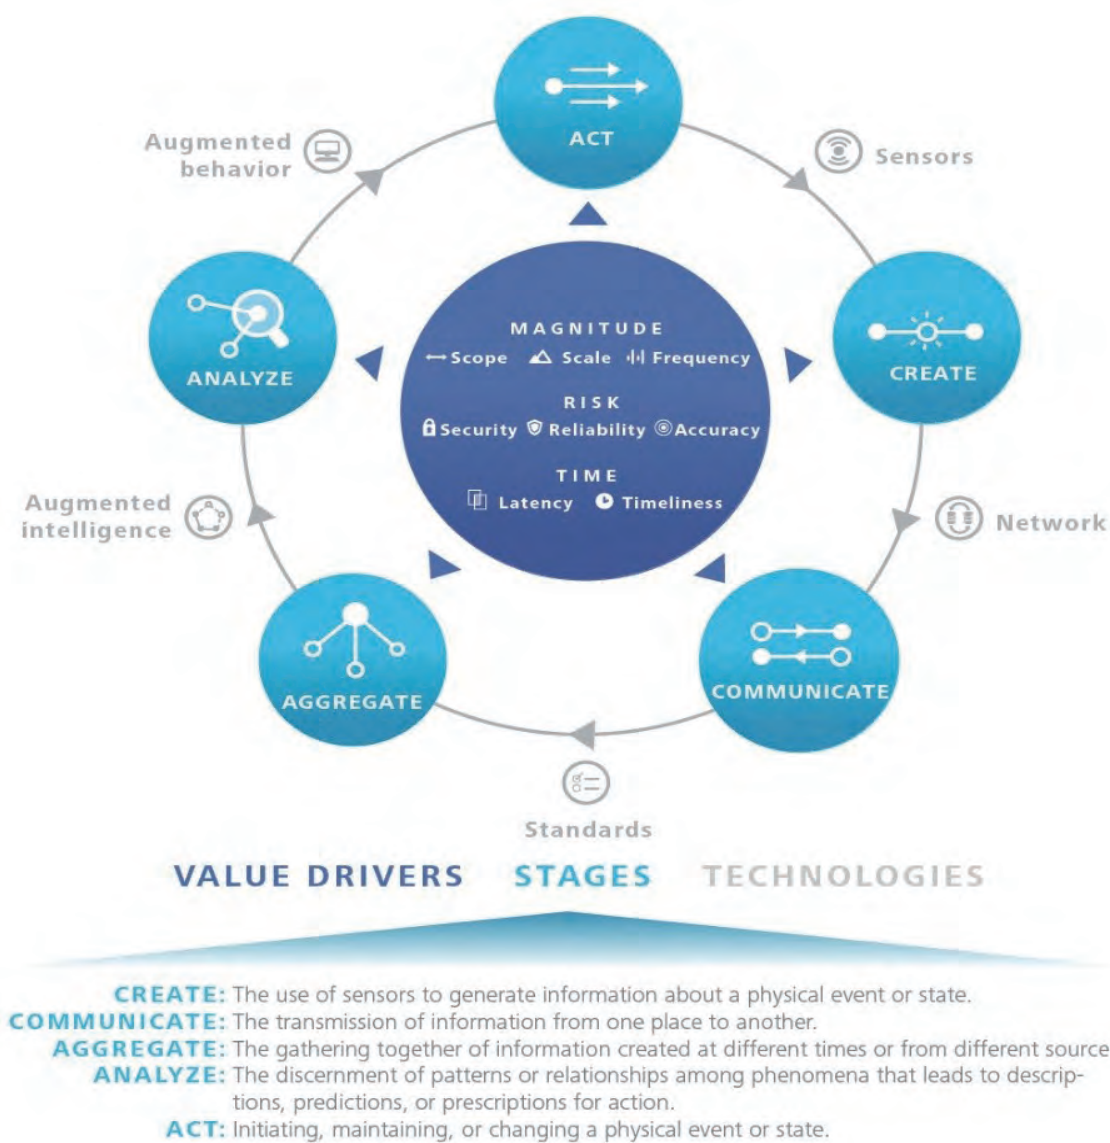 ACT
Augmented
behavior
Sensors
ANALYZE
CREATE
MAGNITUDE
Scope Scale Frequency
RISK
Security Reliability Accuracy
TIME
Latency Timeliness
Augmented
intelligence
Network
AGGREGATE
COMMUNICATE
Standards
VALUE DRIVERS STAGES TECHNOLOGIES
CREATE: The use of sensors to generate information about a physical event or state.
COMMUNICATE: The transmission of information from one place to another.
AGGREGATE: The gathering together of information created at different times or from different source
ANALYZE: The discernment of patterns or relationships among phenomena that leads to descrip-
tions, predictions, or prescriptions for action.
ACT: Initiating, maintaining, or changing a physical event or state.